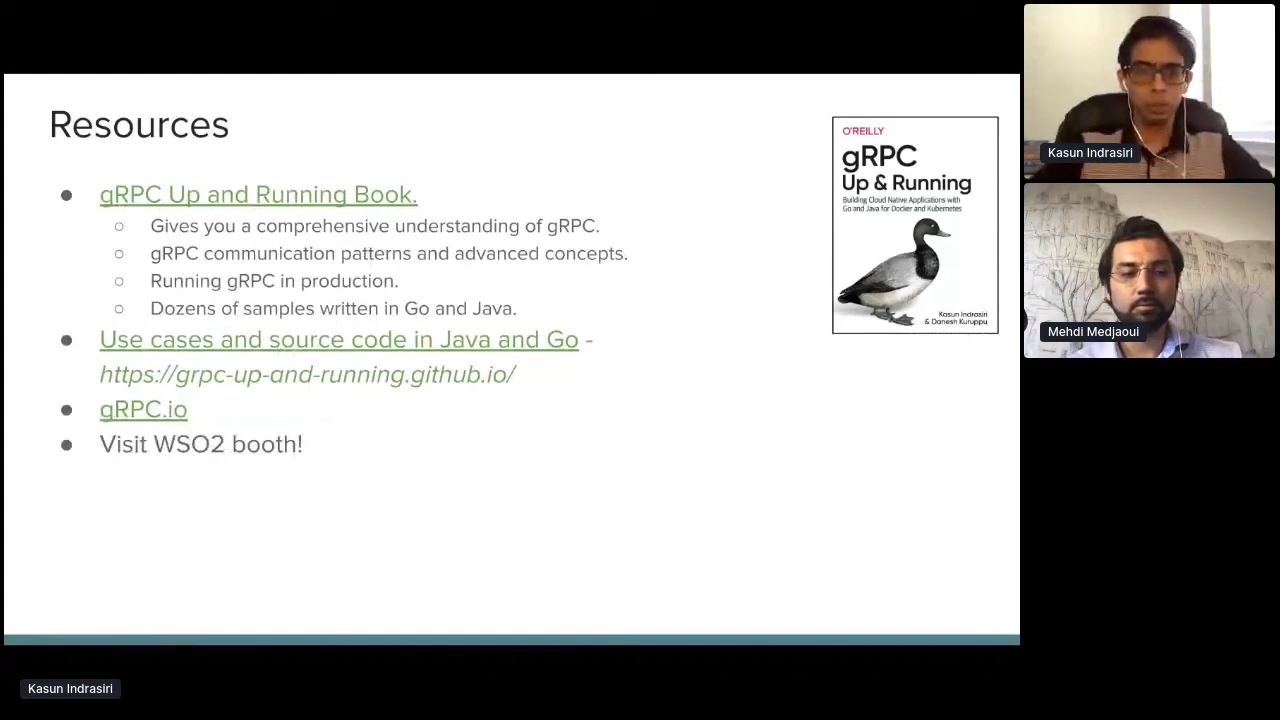 Resources
gRPC Up and Running Book.
Gives you a comprehensive understanding of gRPC.
gRPC communication patterns and advanced concepts.
Running gRPC in production.
Dozens of samples written in Go and Java.
Use cases and source code in Java and Go -
https://grpc-up-and-running.github.io/
gRPC.io
Visit WSO2 booth!
O'REILLY
gRPC
Up & Running
Building Cloud Native Applications with
Go and Java for Docker and Kubernetes
Kasun Indrasiri
& Danesh Kuruppu
Kasun Indrasiri
Mehdi Medjaoui
Kasun Indrasiri